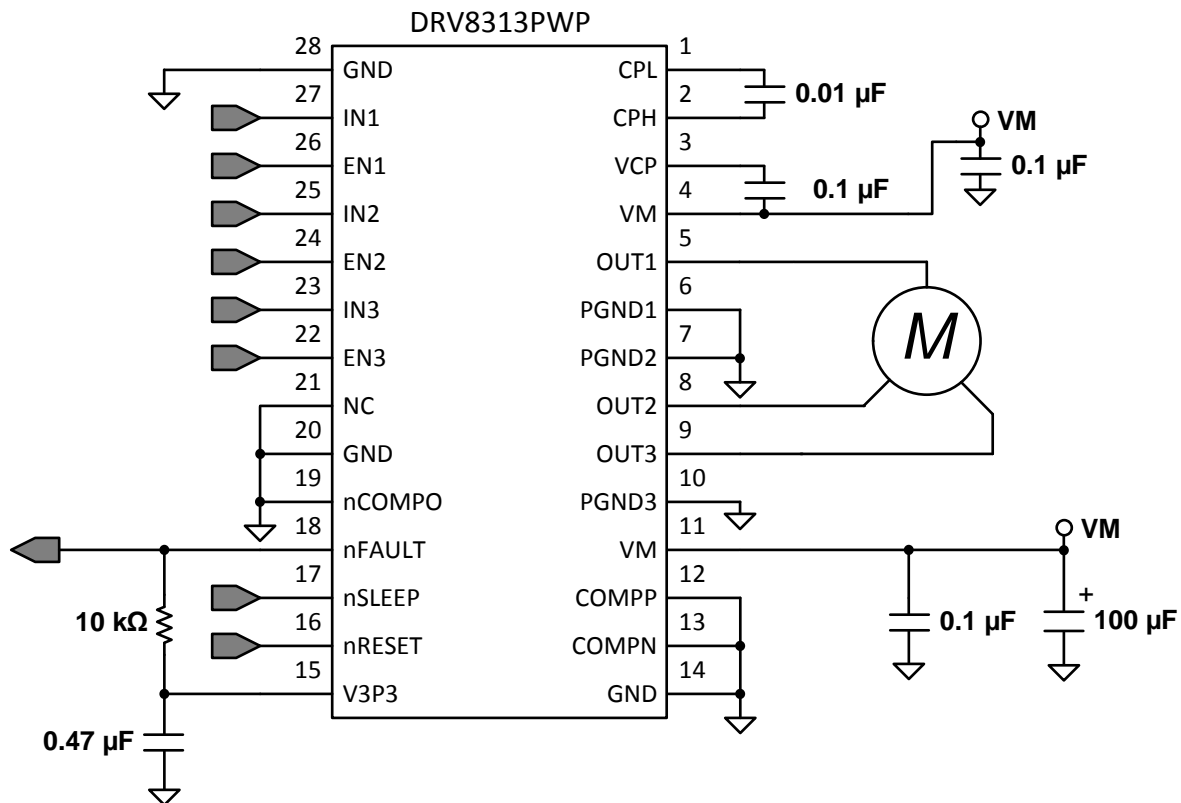 DRV8313PWP
28
GND
27
IN1
26
EN1
25
IN2
24
EN2
23
IN3
22
EN3
21
NC
20
GND
19
nCOMPO
18
nFAULT
17
nSLEEP
16
nRESET
15
V3P3
10 kΩ
0.47 µF
1
CPL
2
CPH
3
VCP
4
VM
5
OUT1
6
PGND1
7
PGND2
8
OUT2
9
OUT3
10
PGND3
11
VM
12
COMPP
13
COMPN
14
GND
0.01 µF
VM
0.1 µF
0.1 µF
M
VM
0.1 µF
+
100 µF